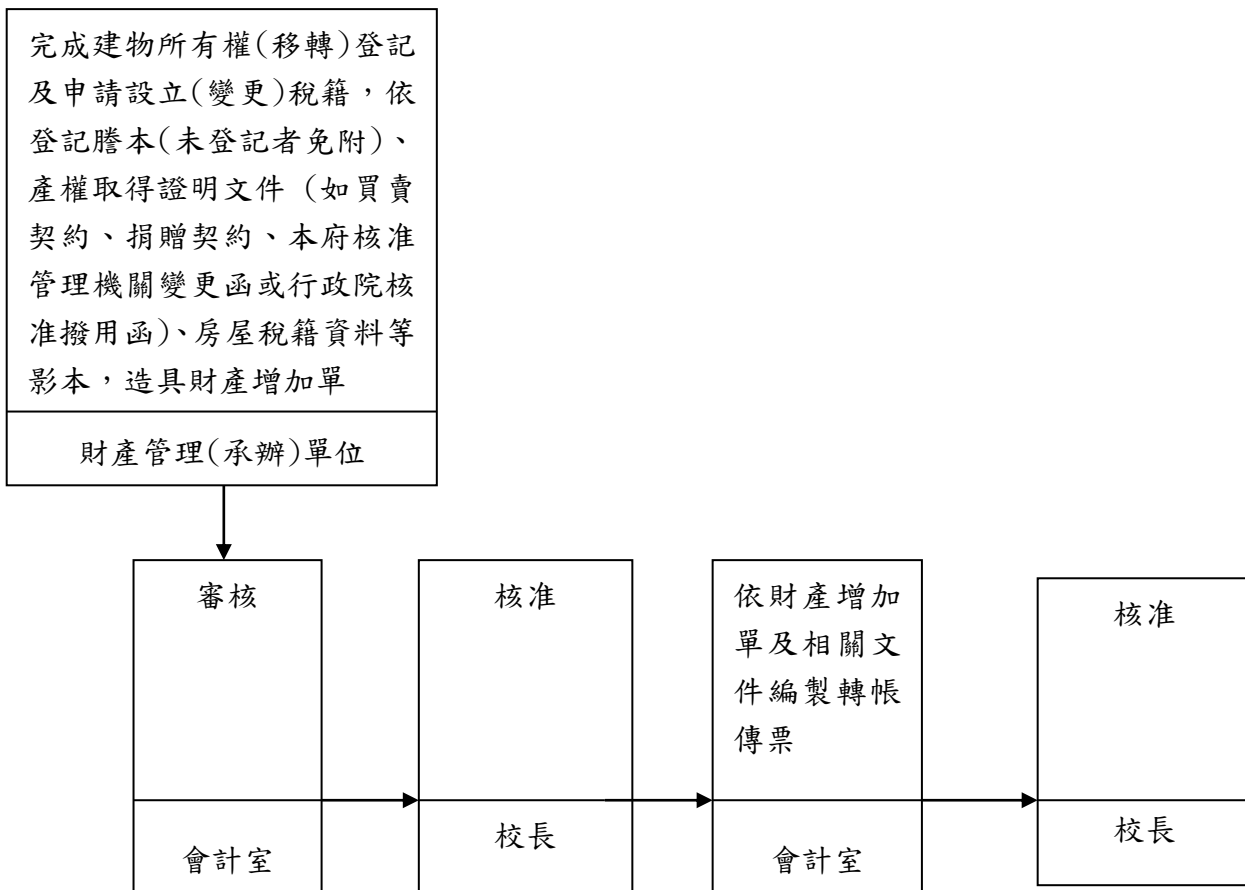 完成建物所有權(移轉)登記
及申請設立(變更)稅籍，依
登記謄本(未登記者免附)、
產權取得證明文件（如買賣
契約、捐贈契約、本府核准
管理機關變更函或行政院核
准撥用函)、房屋稅籍資料等
影本，造具財產增加單
財產管理(承辦)單位
審核
會計室
核准
校長
依財產增加
單及相關文
件編製轉帳
傳票
會計室
核准
校長